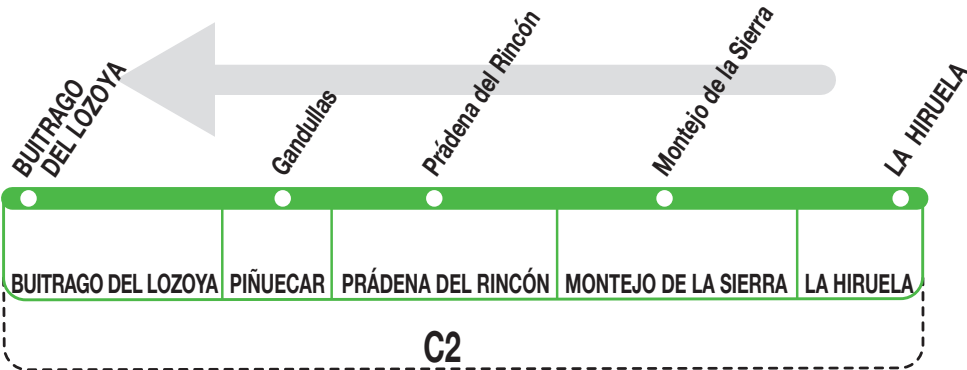 BUITRAGO
DEL LOZOYA
Gandullas
Prádena del Rincón
Montejo de la Sierra
LA HIRUELA
BUITRAGO DEL LOZOYA
PIÑUECAR
PRÁDENA DEL RINCÓN
MONTEJO DE LA SIERRA
LA HIRUELA
C2